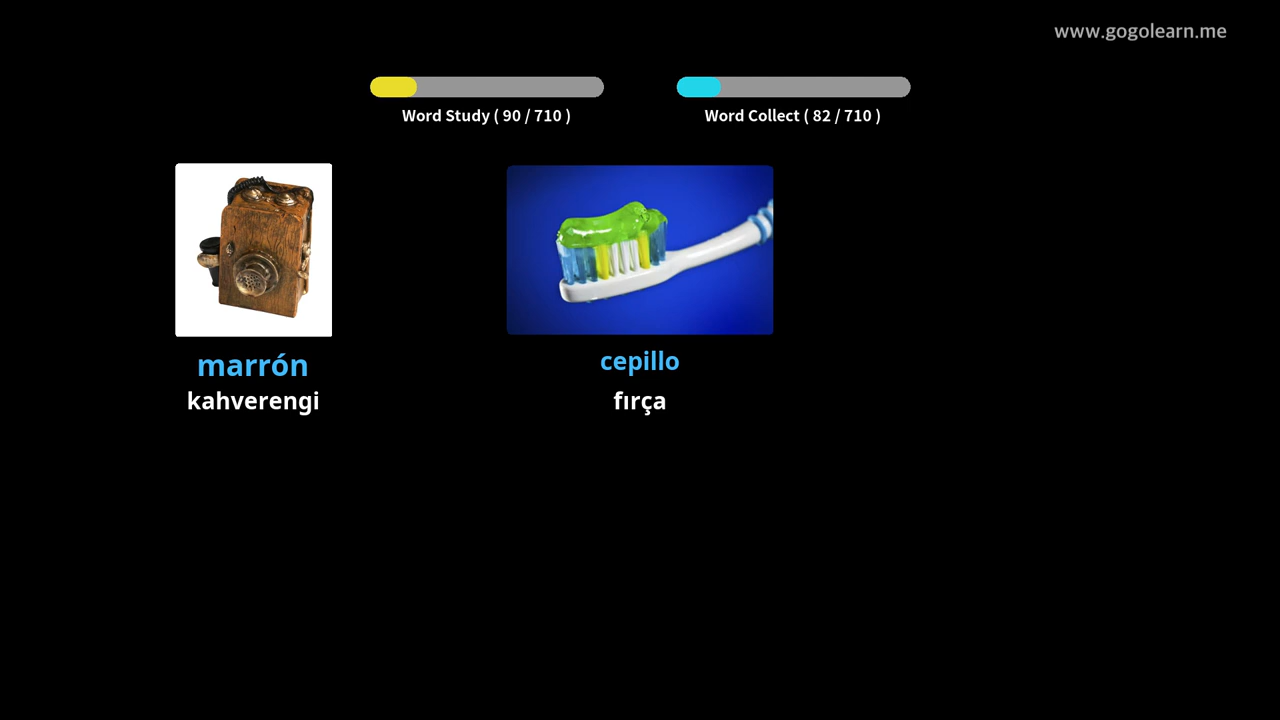 www.gogolearn.me
Word Study ( 90 / 710 )
Word Collect ( 82 / 710 )
marrón
kahverengi
cepillo
fırça